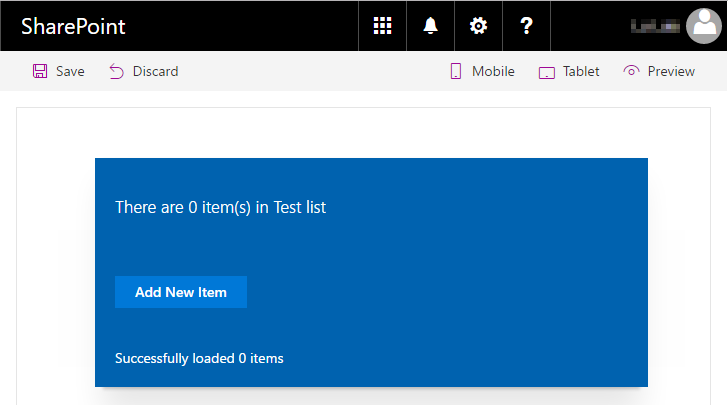 SharePoint ?
Save Discard Mobile Tablet Preview
There are 0 item(s) in Test list
Add New Item
Successfully loaded 0 items